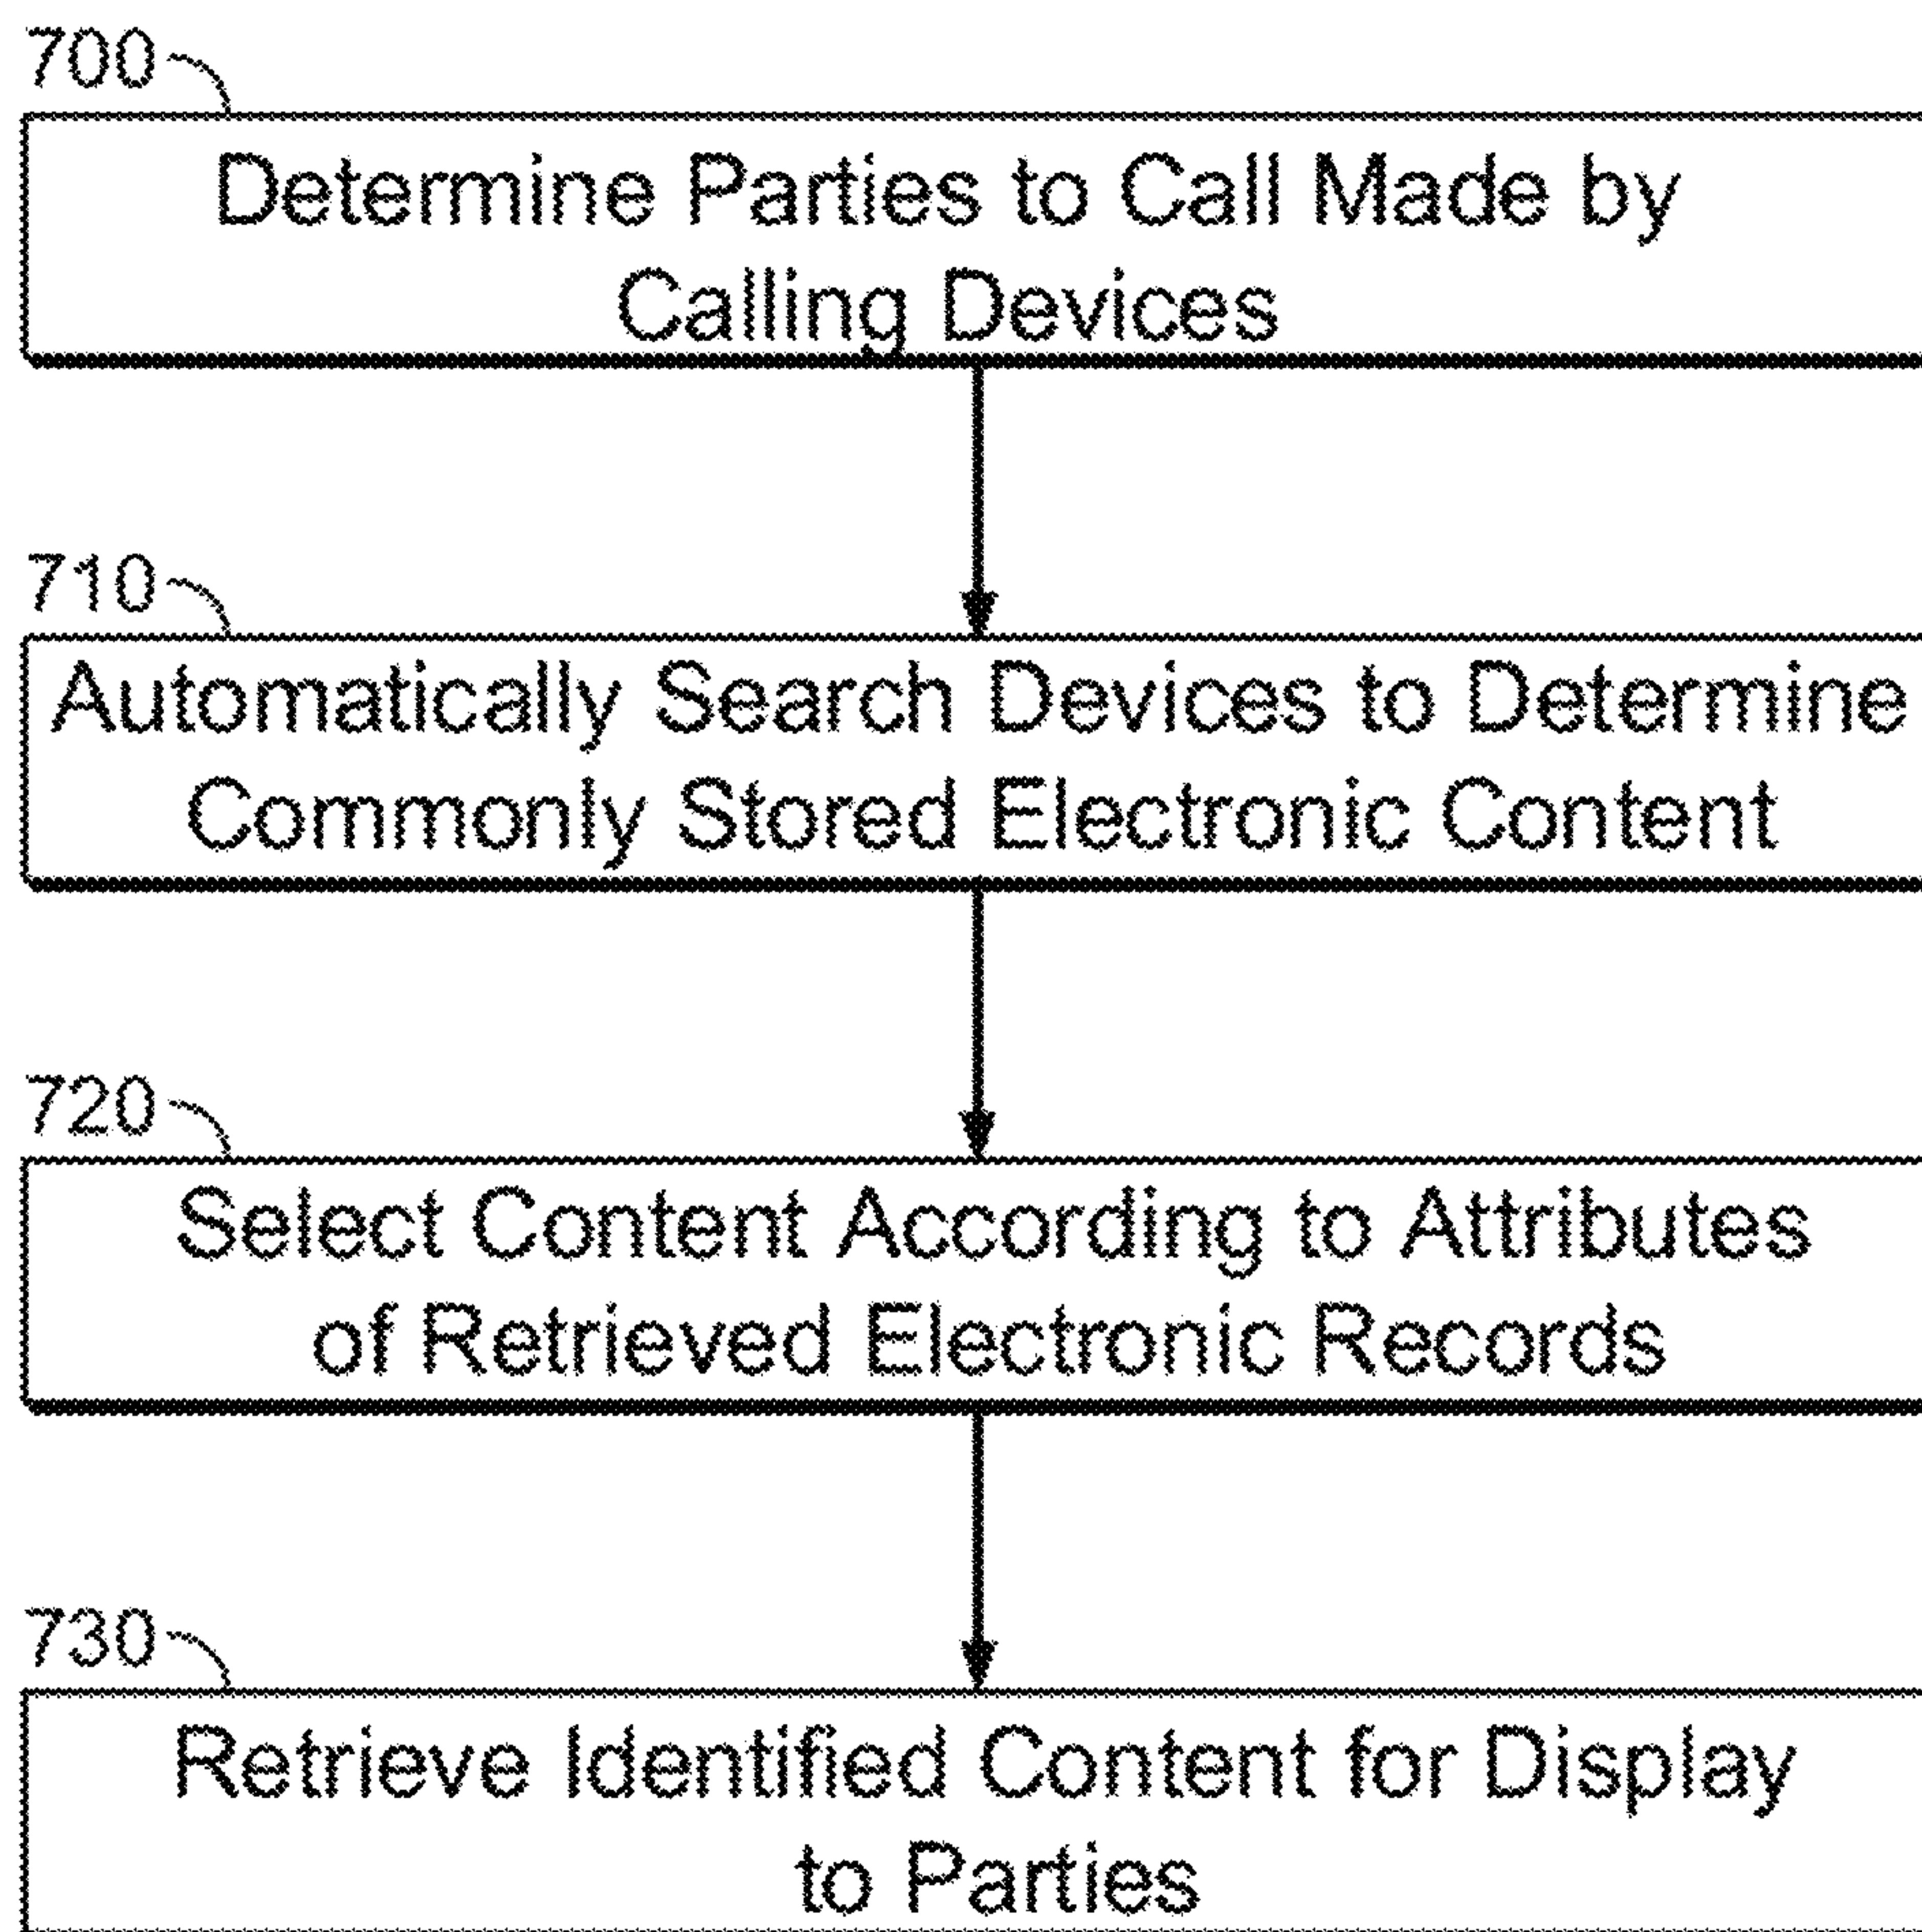 700
Determine Parties to Call Made by
Calling Devices
710
Automatically Search Devices to Determine
Commonly Stored Electronic Content
720
Select Content According to Attributes
of Retrieved Electronic Records
730
Retrieve Identified Content for Display
to Parties